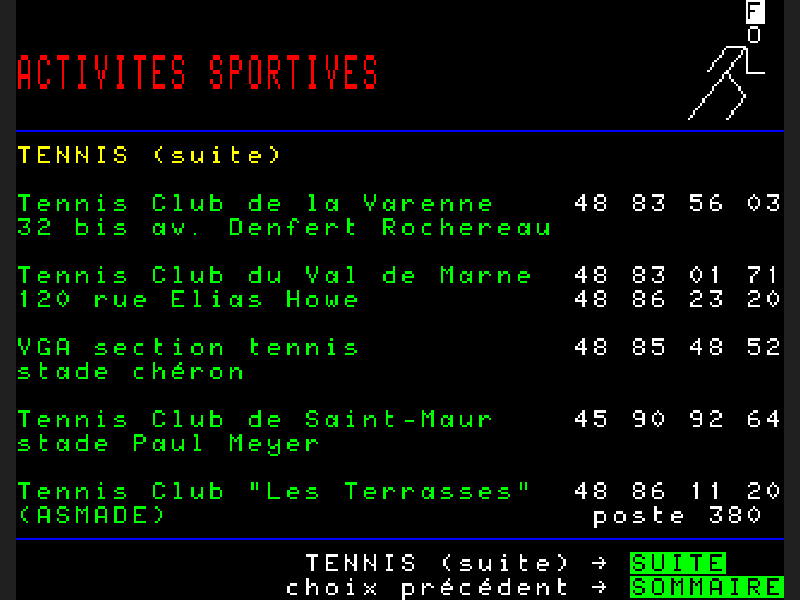 F
ACTIVITES SPORTIVES
TENNIS (suite)
Tennis Club de la Varenne 48 83 56 03
32 bis av. Denfert Rochereau
Tennis Club du Val de Marne 48 83 01 71
120 rue Elias Howe 48 86 23 20
VGA section tennis 48 85 48 52
stade chéron
Tennis Club de Saint-Maur 45 90 92 64
stade Paul Meyer
Tennis Club "Les Terrasses" 48 86 11 20
(ASMADE) poste 380
TENNIS (suite) → SUITE
choix précédent → SOMMAIRE